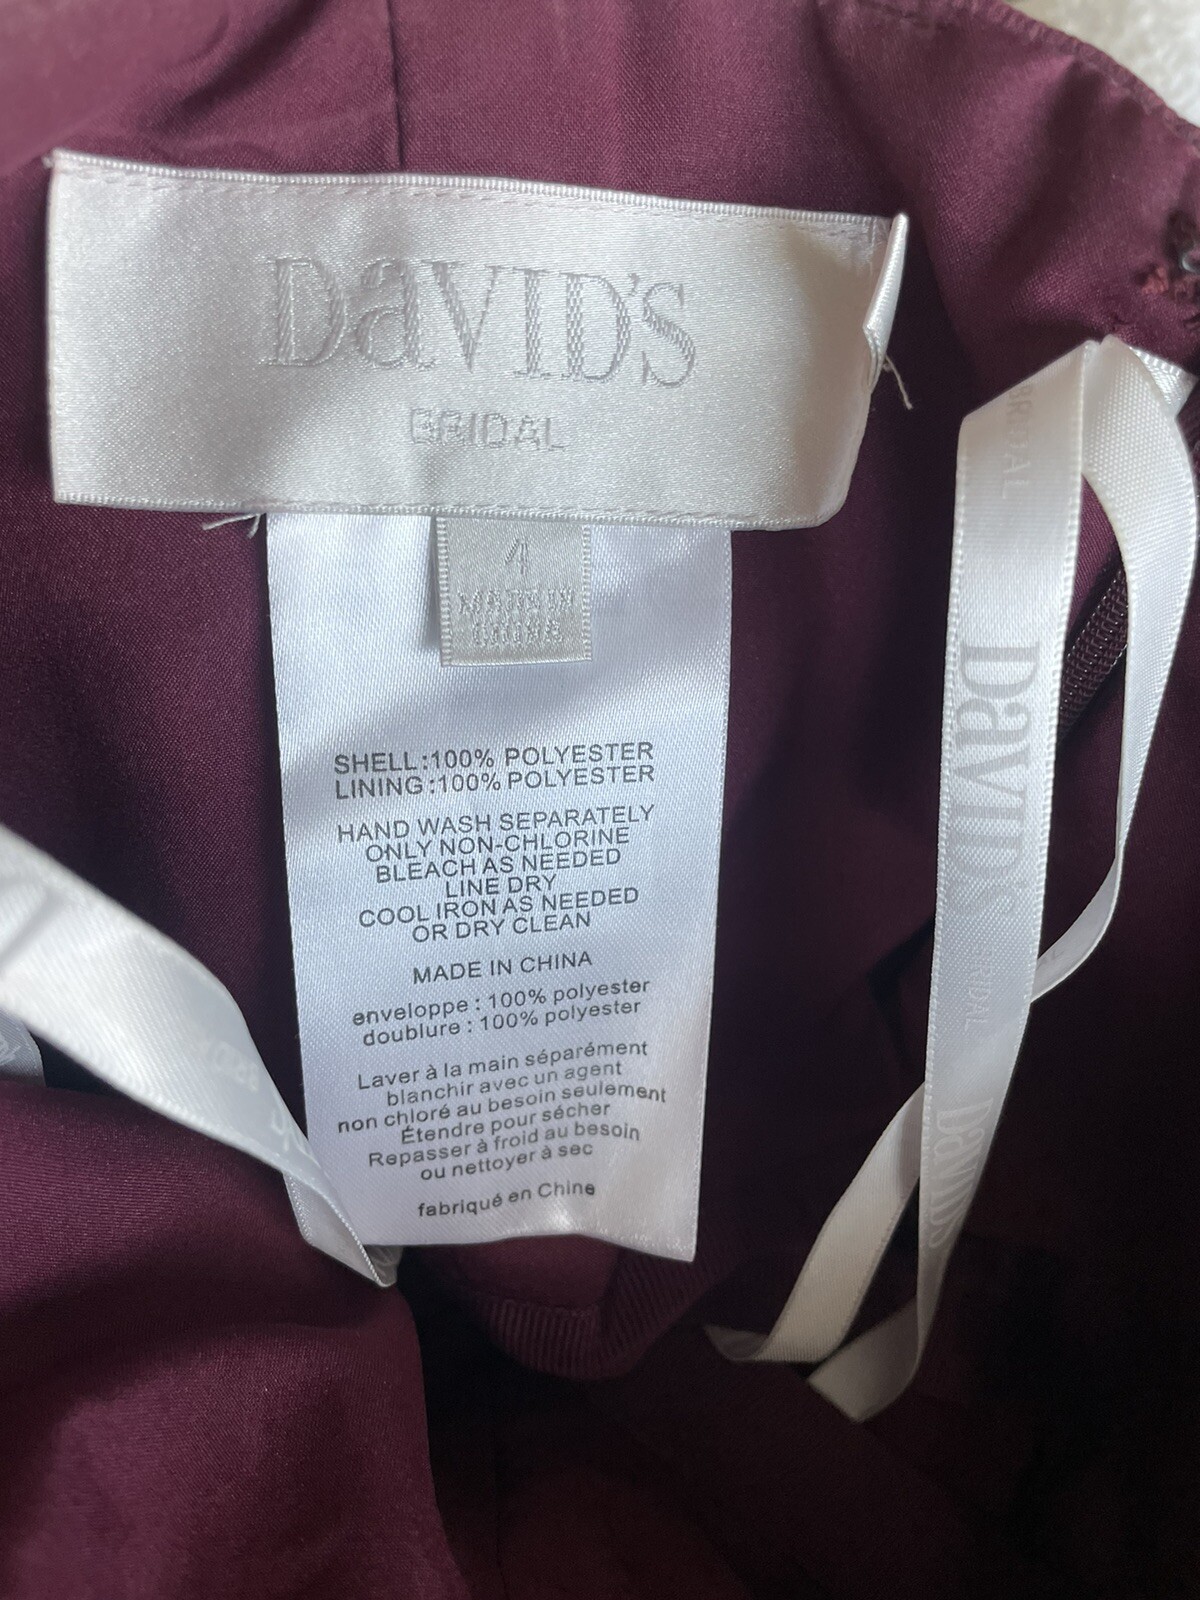 DaVID'S
BRIDAL
4
MADE IN
CHINA
SHELL:100% POLYESTER
LINING:100% POLYESTER
HAND WASH SEPARATELY
ONLY NON-CHLORINE
BLEACH AS NEEDED
LINE DRY
COOL IRON AS NEEDED
OR DRY CLEAN
MADE IN CHINA
enveloppe : 100% polyester
doublure : 100% polyester
Laver à la main séparément
blanchir avec un agent
non chloré au besoin seulement
Étendre pour sécher
Repasser à froid au besoin
ou nettoyer à sec
fabriqué en Chine
BRIDAL
DaVID'S
BRIDAL
DaVID'S